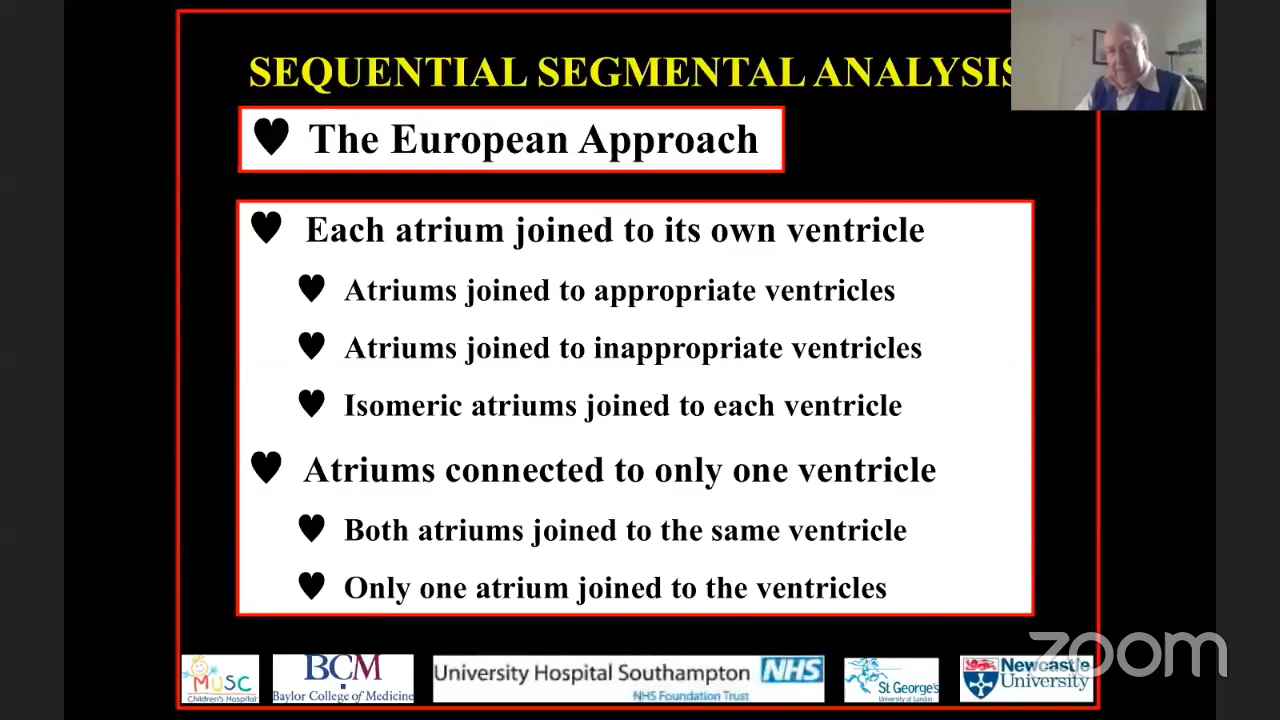 SEQUENTIAL SEGMENTAL ANALYSIS
The European Approach
Each atrium joined to its own ventricle
Atriums joined to appropriate ventricles
Atriums joined to inappropriate ventricles
Isomeric atriums joined to each ventricle
Atriums connected to only one ventricle
Both atriums joined to the same ventricle
Only one atrium joined to the ventricles
MUSC
Children's Hospital
BCM
Baylor College of Medicine
University Hospital Southampton NHS
NHS Foundation Trust
St George's
University of London
Newcastle
University
zoom